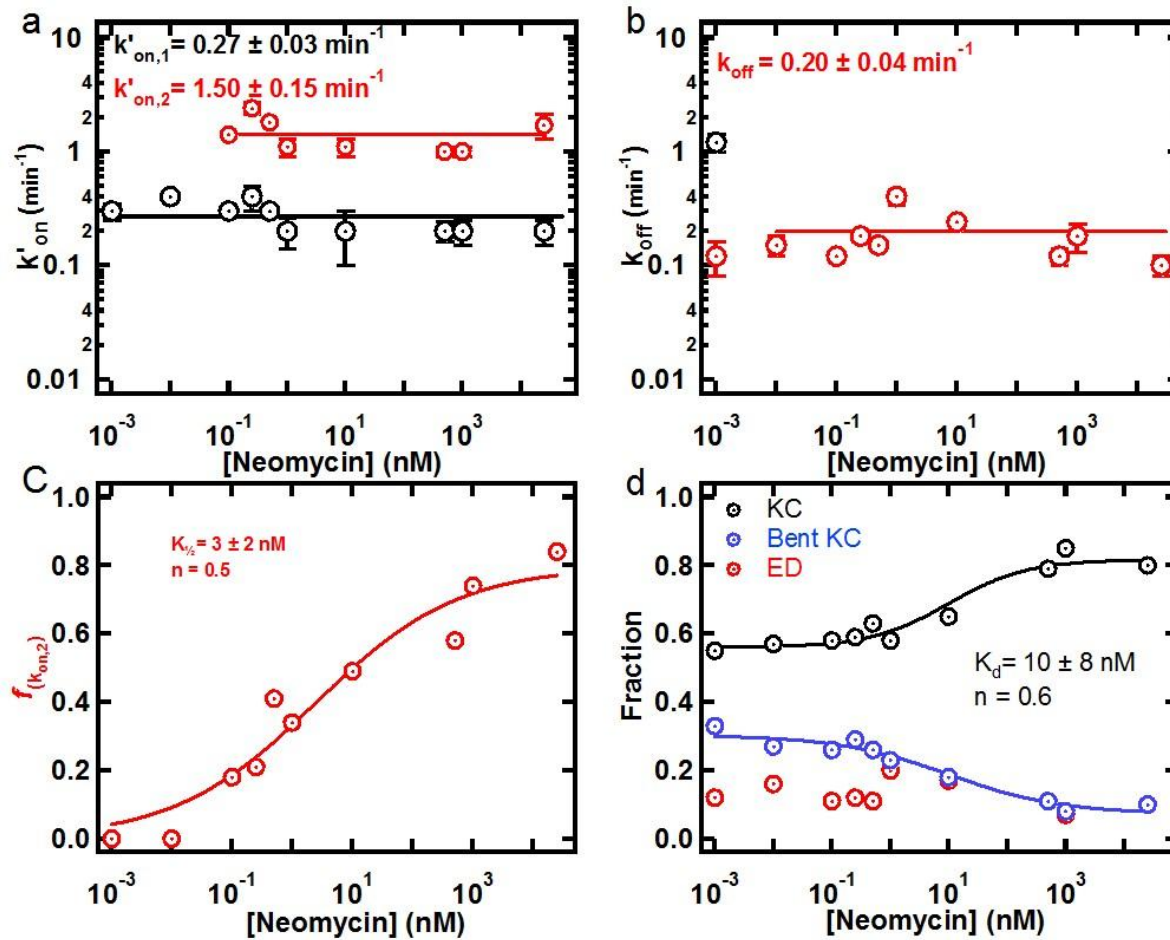 a
k'on,1 = 0.27 ± 0.03 min⁻¹
k'on,2 = 1.50 ± 0.15 min⁻¹
10
4
2
1
4
2
0.1
4
2
0.01
k'on (min⁻¹)
10⁻³ 10⁻¹ 10¹ 10³
[Neomycin] (nM)
b
koff = 0.20 ± 0.04 min⁻¹
10
4
2
1
4
2
0.1
4
2
0.01
koff (min⁻¹)
10⁻³ 10⁻¹ 10¹ 10³
[Neomycin] (nM)
C
K½ = 3 ± 2 nM
n = 0.5
1.0
0.8
0.6
0.4
0.2
0.0
f(kon,2)
10⁻³ 10⁻¹ 10¹ 10³
[Neomycin] (nM)
d
KC
Bent KC
ED
Kd = 10 ± 8 nM
n = 0.6
1.0
0.8
0.6
0.4
0.2
0.0
Fraction
10⁻³ 10⁻¹ 10¹ 10³
[Neomycin] (nM)